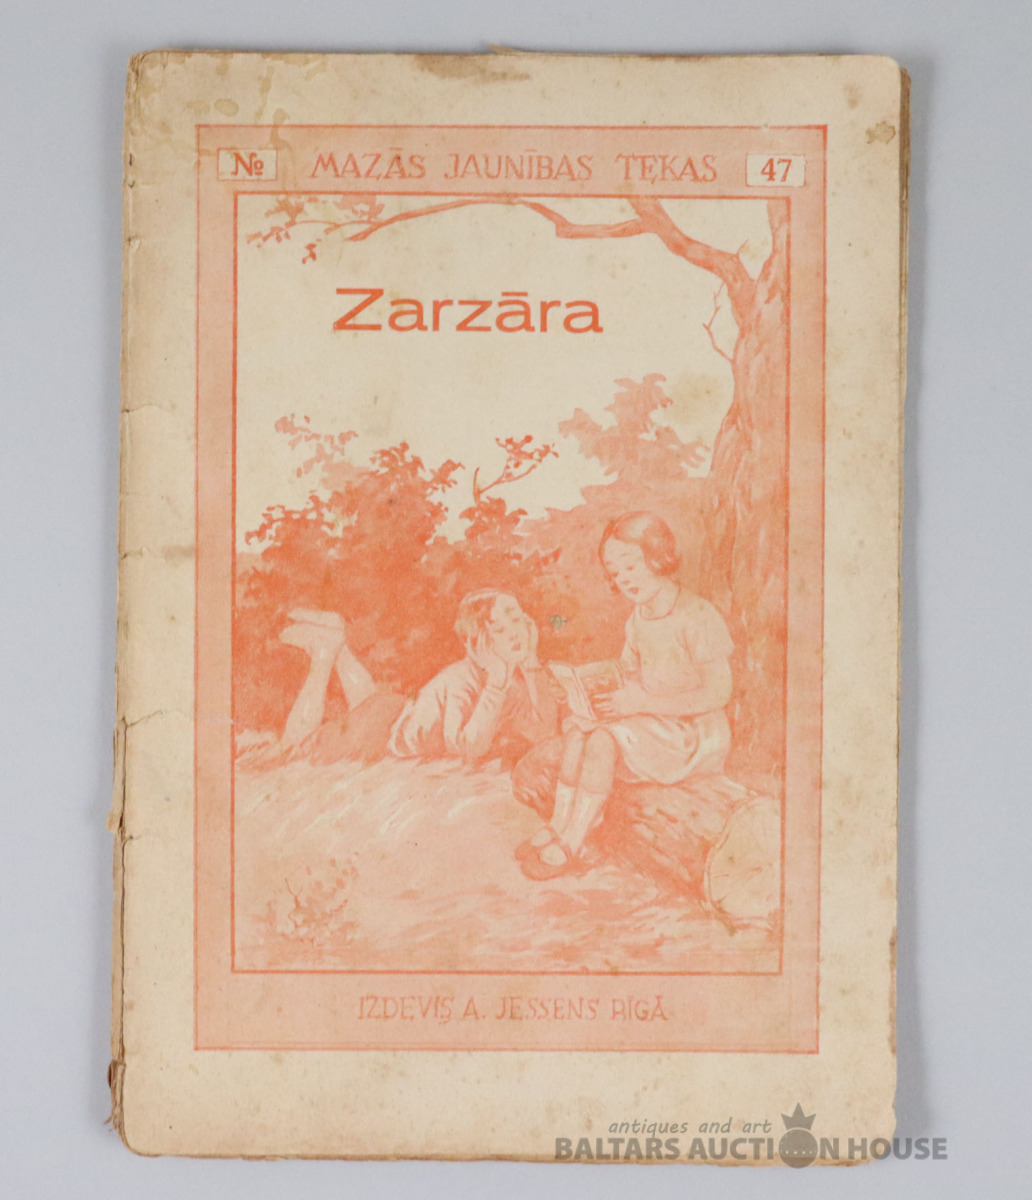 № MAZĀS JAUNĪBAS TEKAS 47
Zarzāra
IZDEVIS A. JESSENS RĪGĀ
antiques and art
BALTARS AUCTION HOUSE